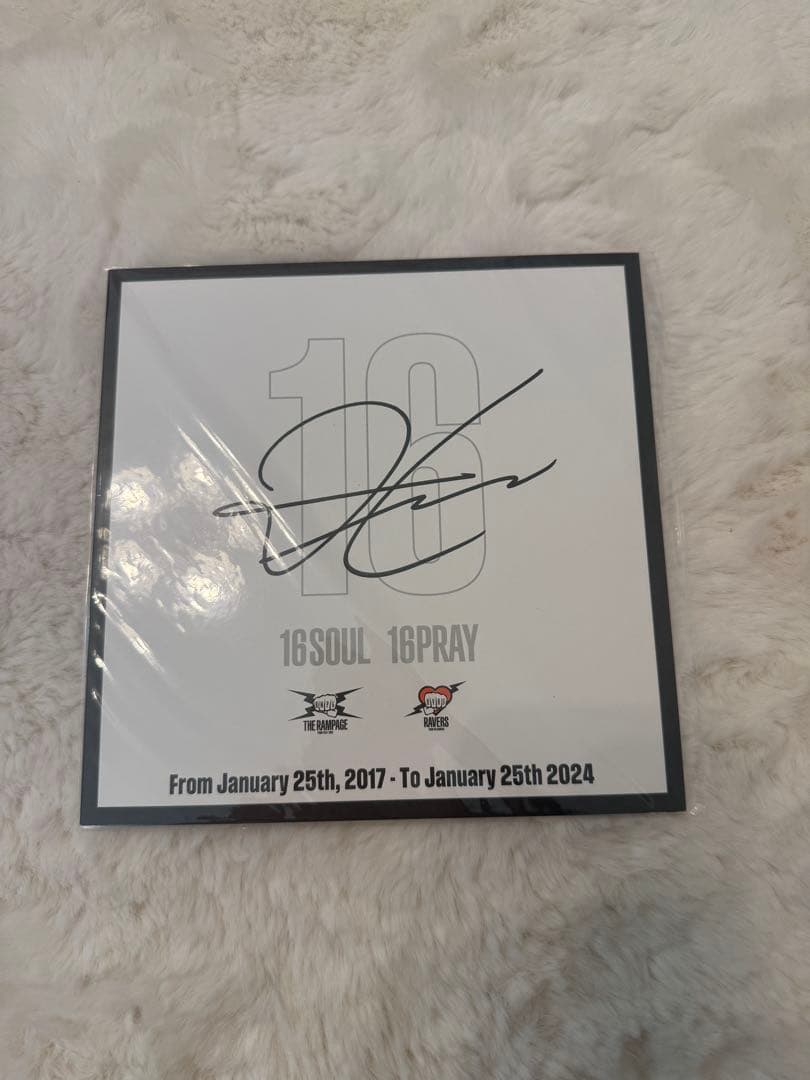 16
16SOUL 16PRAY
THE RAMPAGE
RAVERS
From January 25th, 2017 - To January 25th 2024